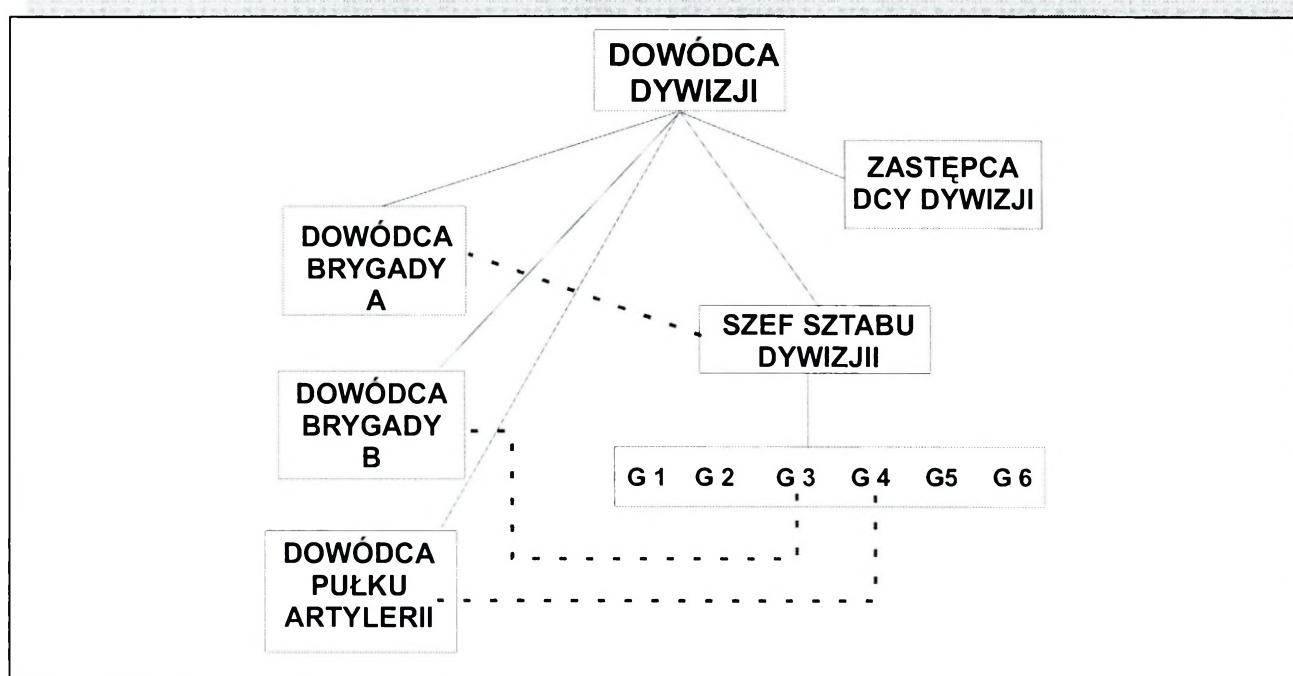 DOWÓDCA
DYWIZJI
ZASTĘPCA
DCY DYWIZJI
DOWÓDCA
BRYGADY
A
SZEF SZTABU
DYWIZJII
DOWÓDCA
BRYGADY
B
G 1 G 2 G 3 G 4 G5 G 6
DOWÓDCA
PUŁKU
ARTYLERII